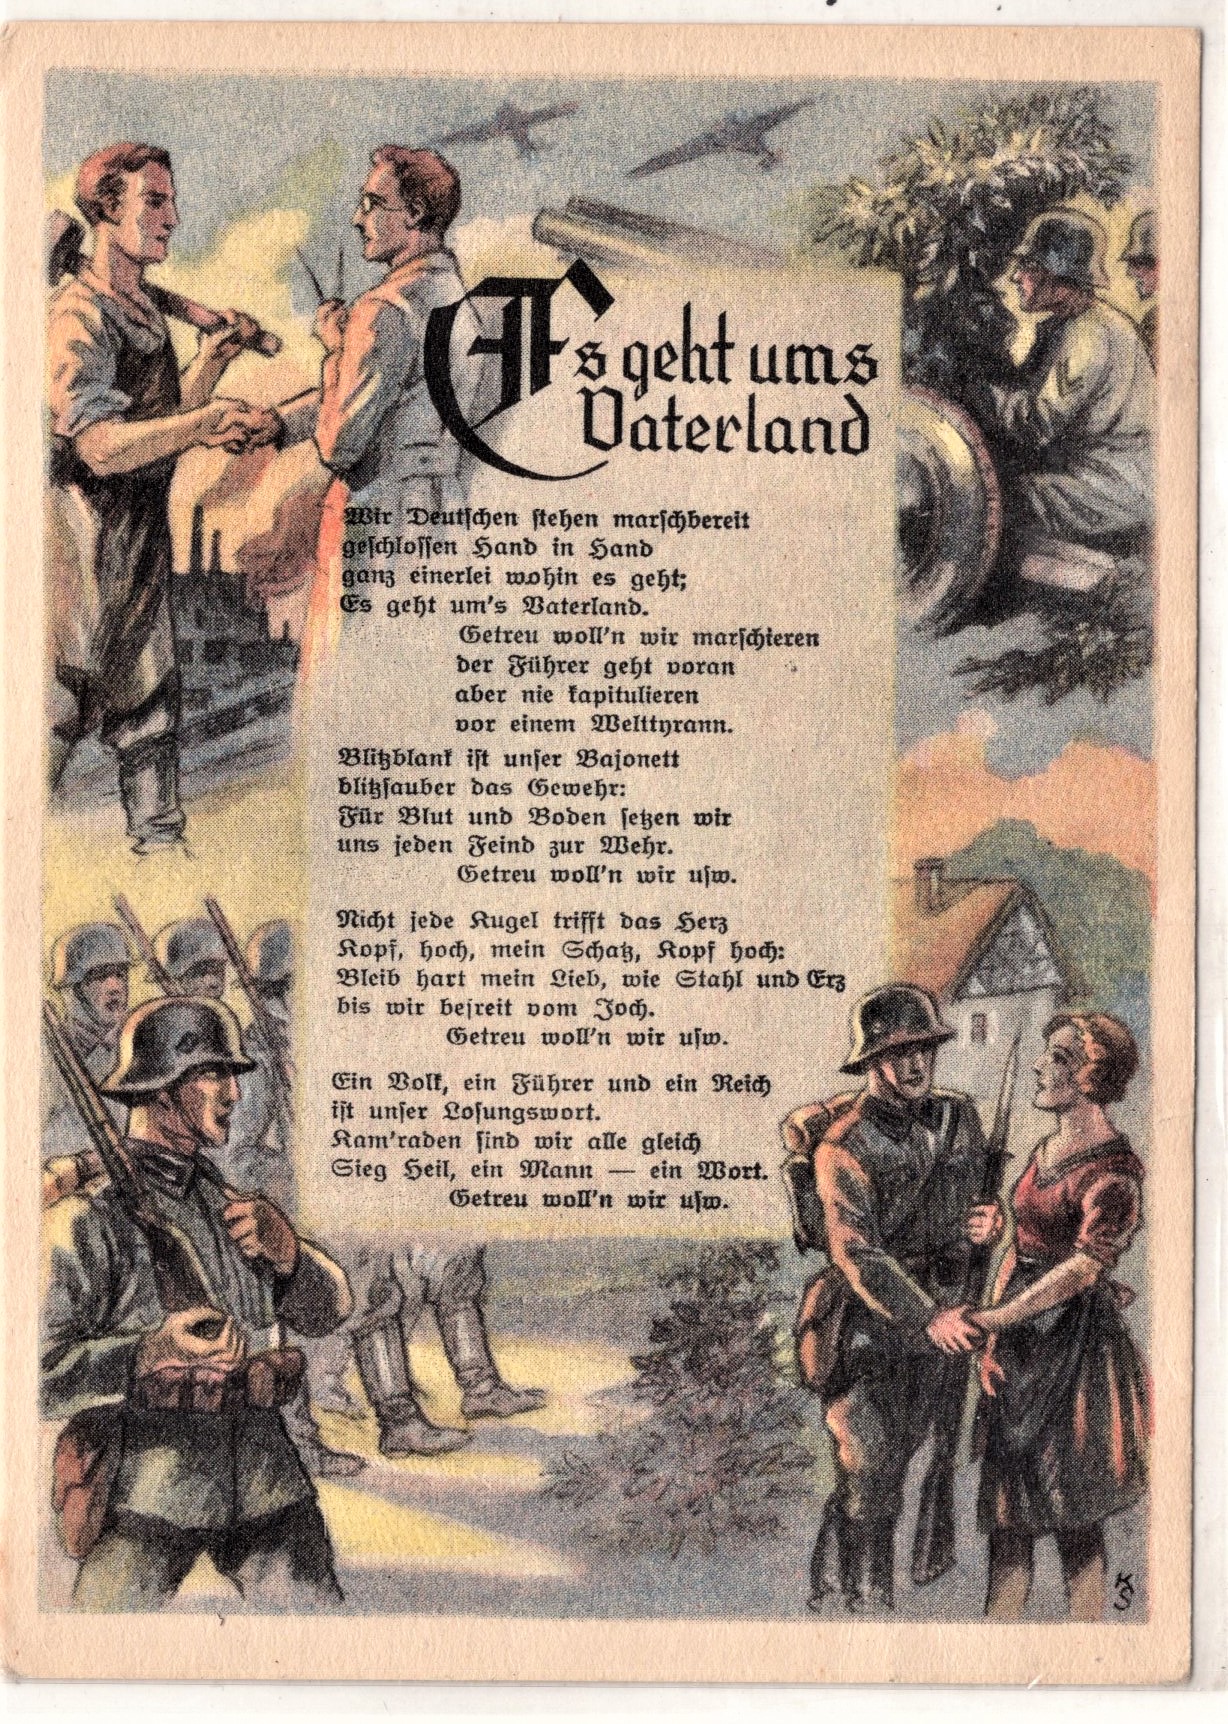 Es geht ums
Vaterland
Wir Deutschen stehen marschbereit
geschlossen Hand in Hand
ganz einerlei wohin es geht;
Es geht um's Vaterland.
Getreu woll'n wir marschieren
der Führer geht voran
aber nie kapitulieren
vor einem Welttyrann.
Blitzblank ist unser Bajonett
blitzsauber das Gewehr:
Für Blut und Boden setzen wir
uns jeden Feind zur Wehr.
Getreu woll'n wir usw.
Nicht jede Kugel trifft das Herz
Kopf, hoch, mein Schatz, Kopf hoch:
Bleib hart mein Lieb, wie Stahl und Erz
bis wir befreit vom Joch.
Getreu woll'n wir usw.
Ein Volk, ein Führer und ein Reich
ist unser Losungswort.
Kam'raden sind wir alle gleich
Sieg Heil, ein Mann — ein Wort.
Getreu woll'n wir usw.
KS